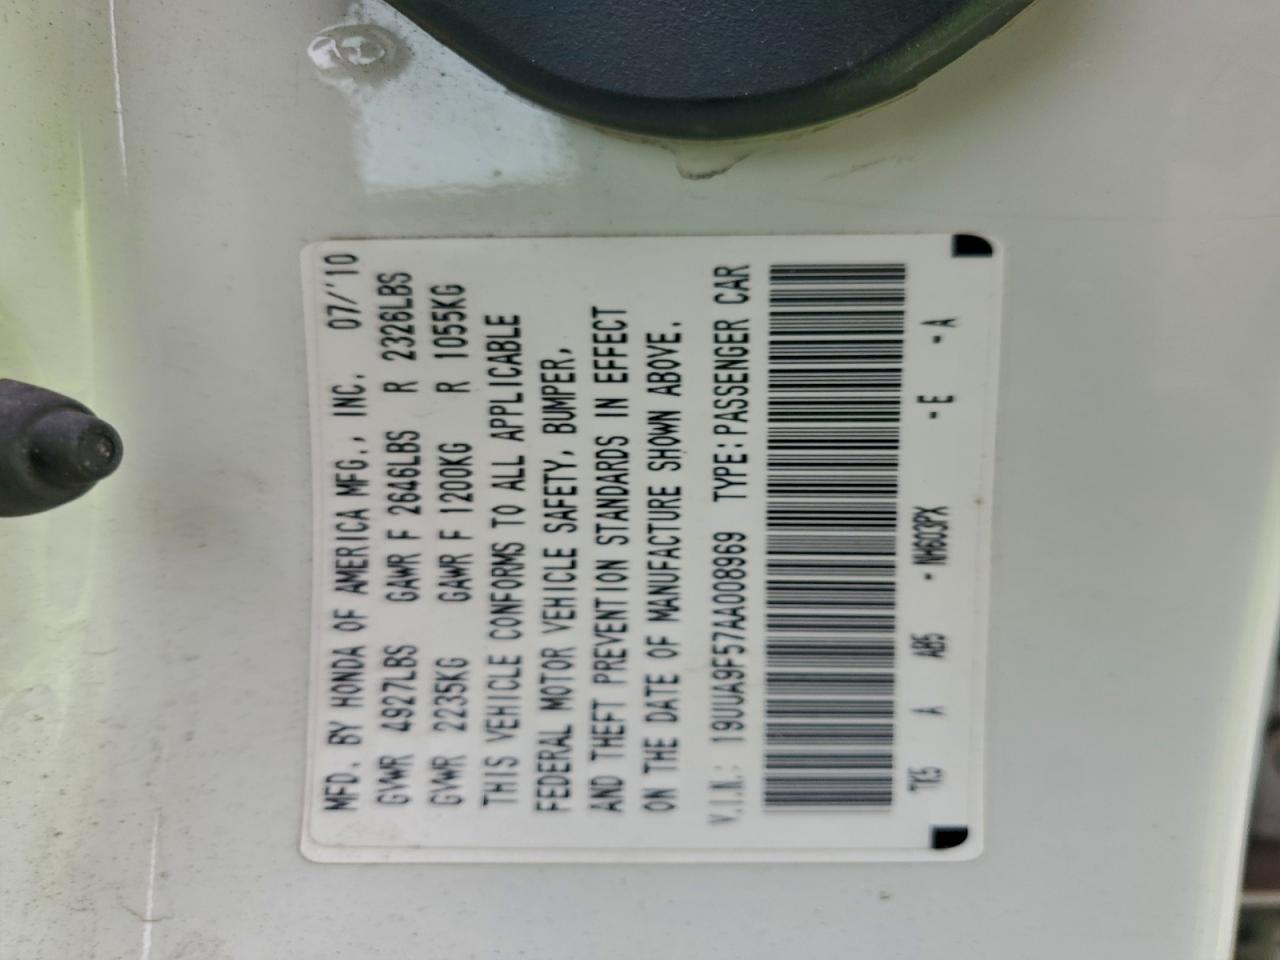 MFD. BY HONDA OF AMERICA MFG., INC. 07/'10
GVWR 4927LBS GAWR F 2646LBS R 2326LBS
GVWR 2235KG GAWR F 1200KG R 1055KG
THIS VEHICLE CONFORMS TO ALL APPLICABLE
FEDERAL MOTOR VEHICLE SAFETY, BUMPER,
AND THEFT PREVENTION STANDARDS IN EFFECT
ON THE DATE OF MANUFACTURE SHOWN ABOVE.
V.I.N.: 19UUA9F57AA008969 TYPE:PASSENGER CAR
TK5 A AB5 -NH603PX -E -A